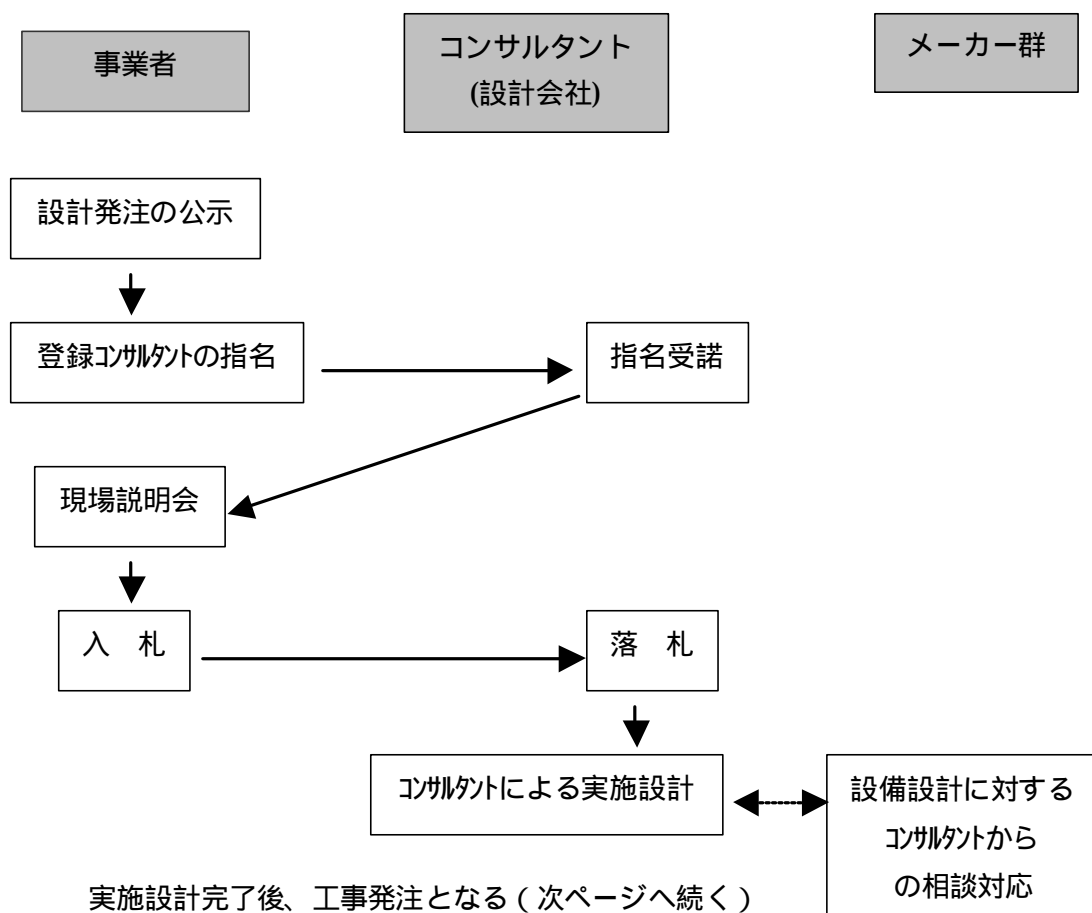 事業者
コンサルタント
(設計会社)
メーカー群
設計発注の公示
登録ｺﾝｻﾙﾀﾝﾄの指名
指名受諾
現場説明会
入　札
落　札
ｺﾝｻﾙﾀﾝﾄによる実施設計
設備設計に対する
ｺﾝｻﾙﾀﾝﾄから
の相談対応
実施設計完了後、工事発注となる（次ページへ続く）